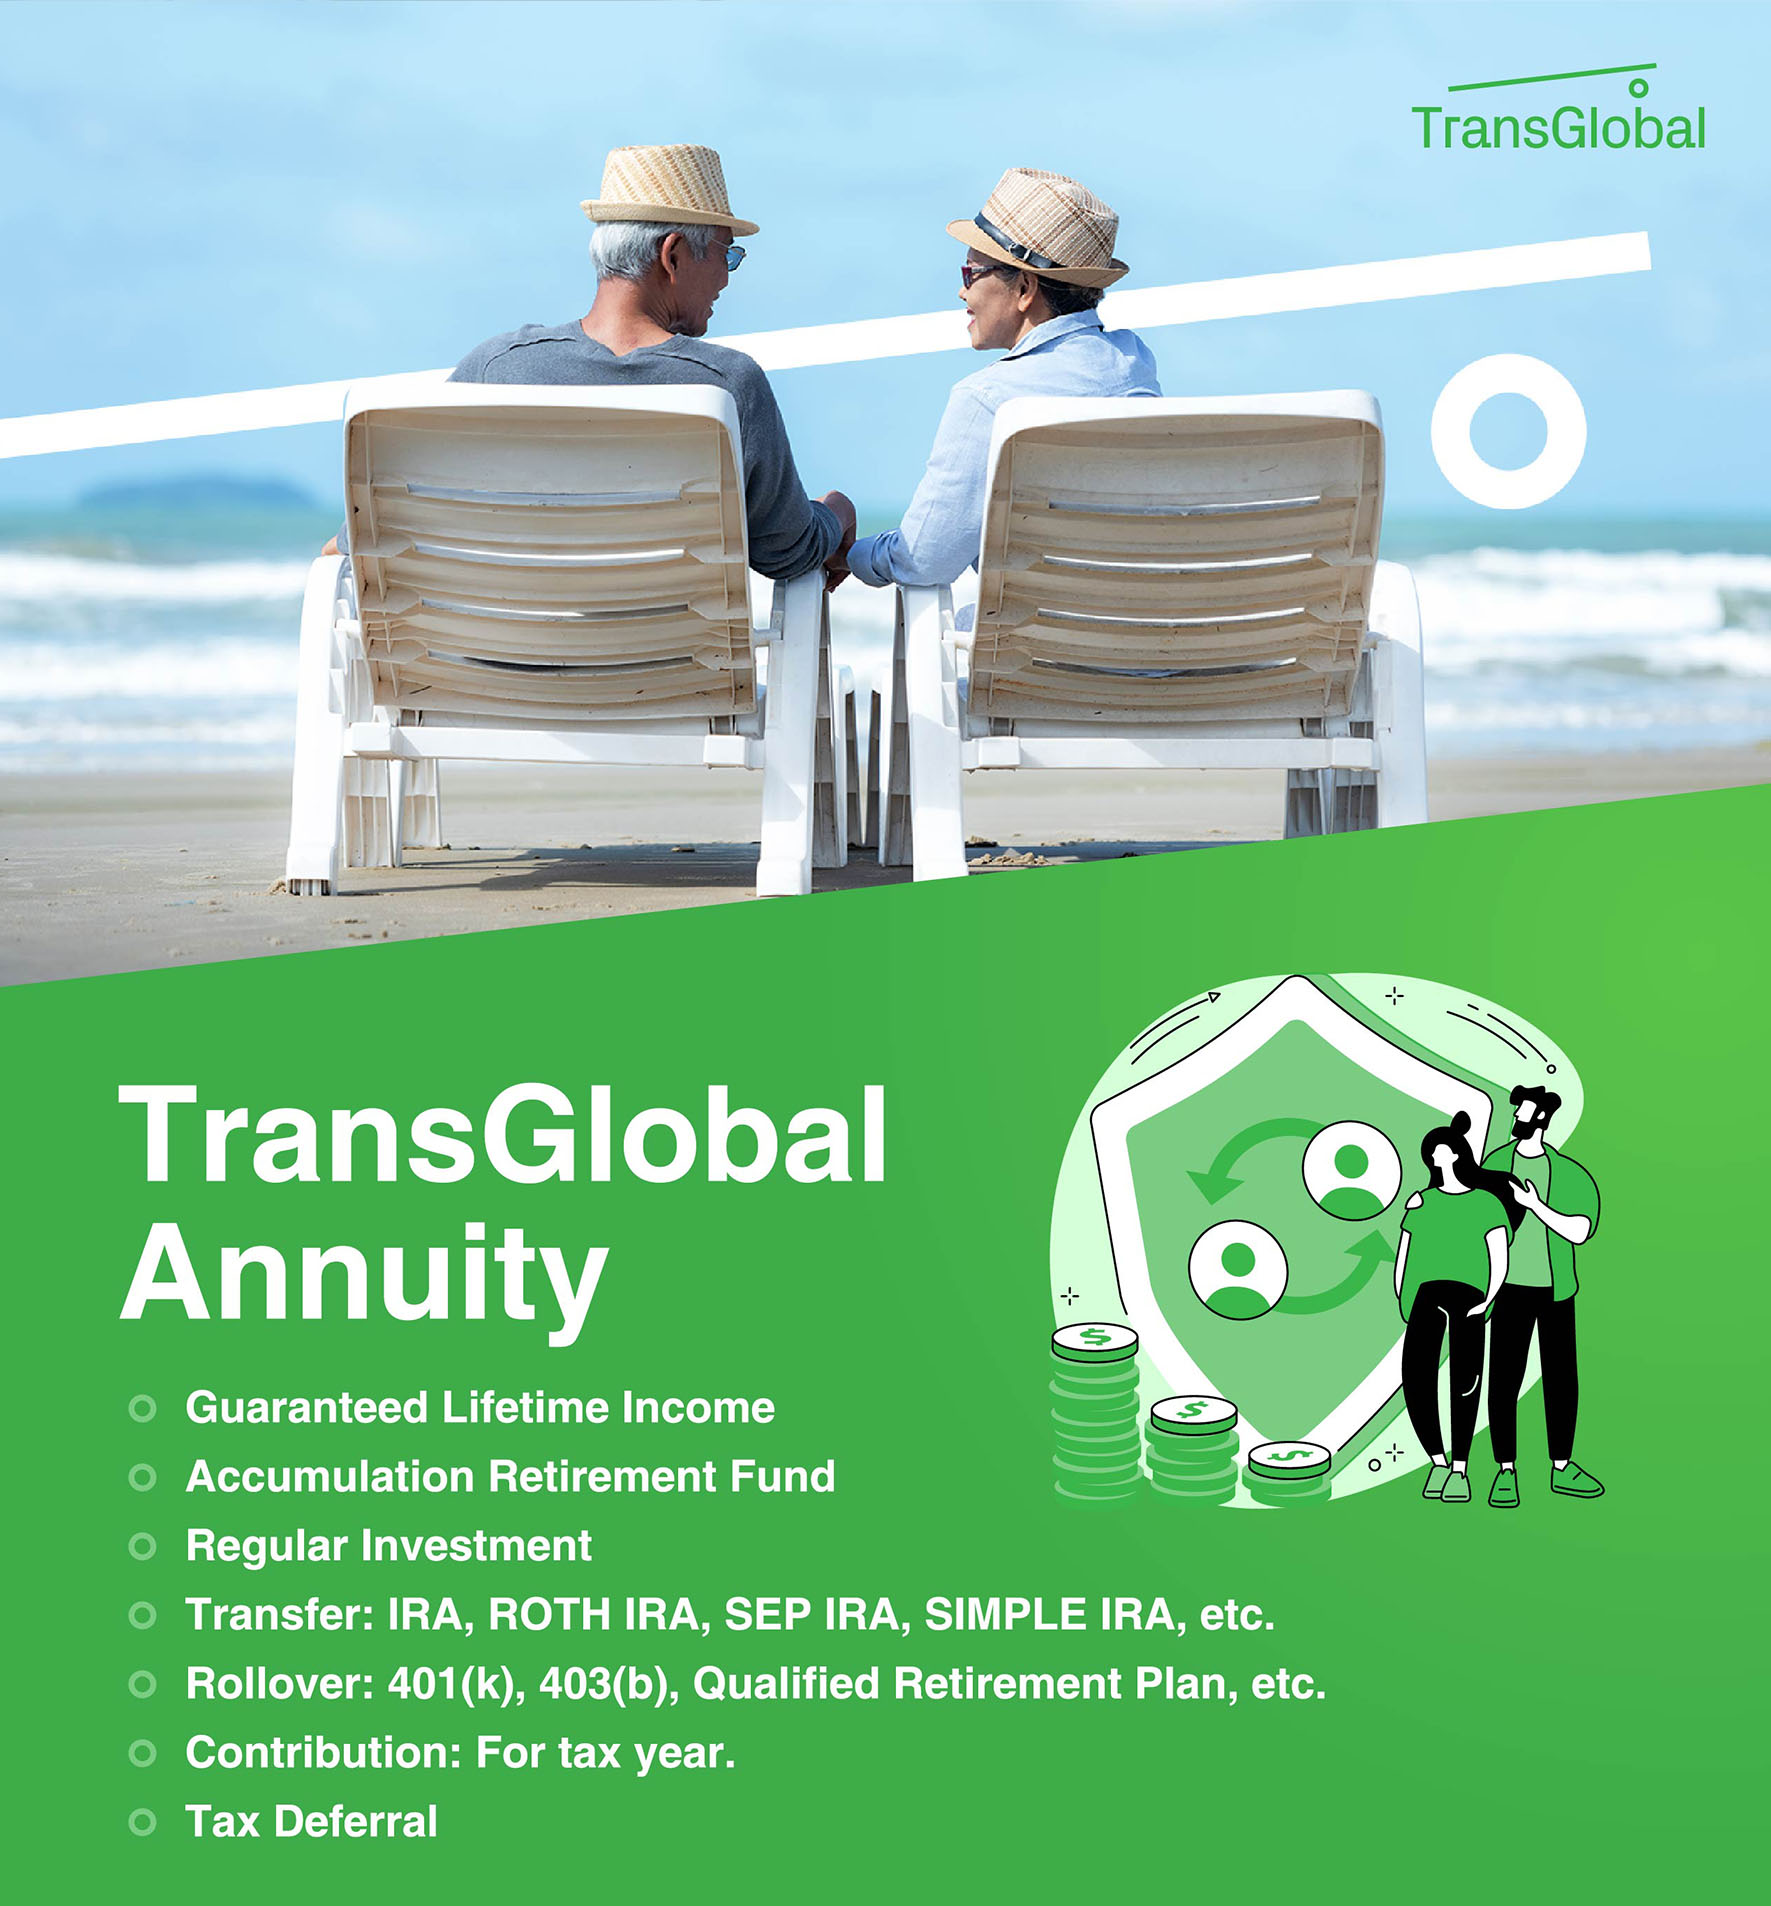 TransGlobal
TransGlobal
Annuity
Guaranteed Lifetime Income
Accumulation Retirement Fund
Regular Investment
Transfer: IRA, ROTH IRA, SEP IRA, SIMPLE IRA, etc.
Rollover: 401(k), 403(b), Qualified Retirement Plan, etc.
Contribution: For tax year.
Tax Deferral
$
$
$